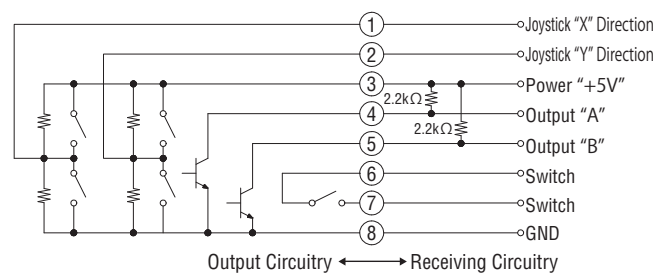 1 Joystick “X” Direction
2 Joystick “Y” Direction
3 Power “+5V”
2.2kΩ
4 Output “A”
2.2kΩ
5 Output “B”
6 Switch
7 Switch
8 GND
Output Circuitry Receiving Circuitry